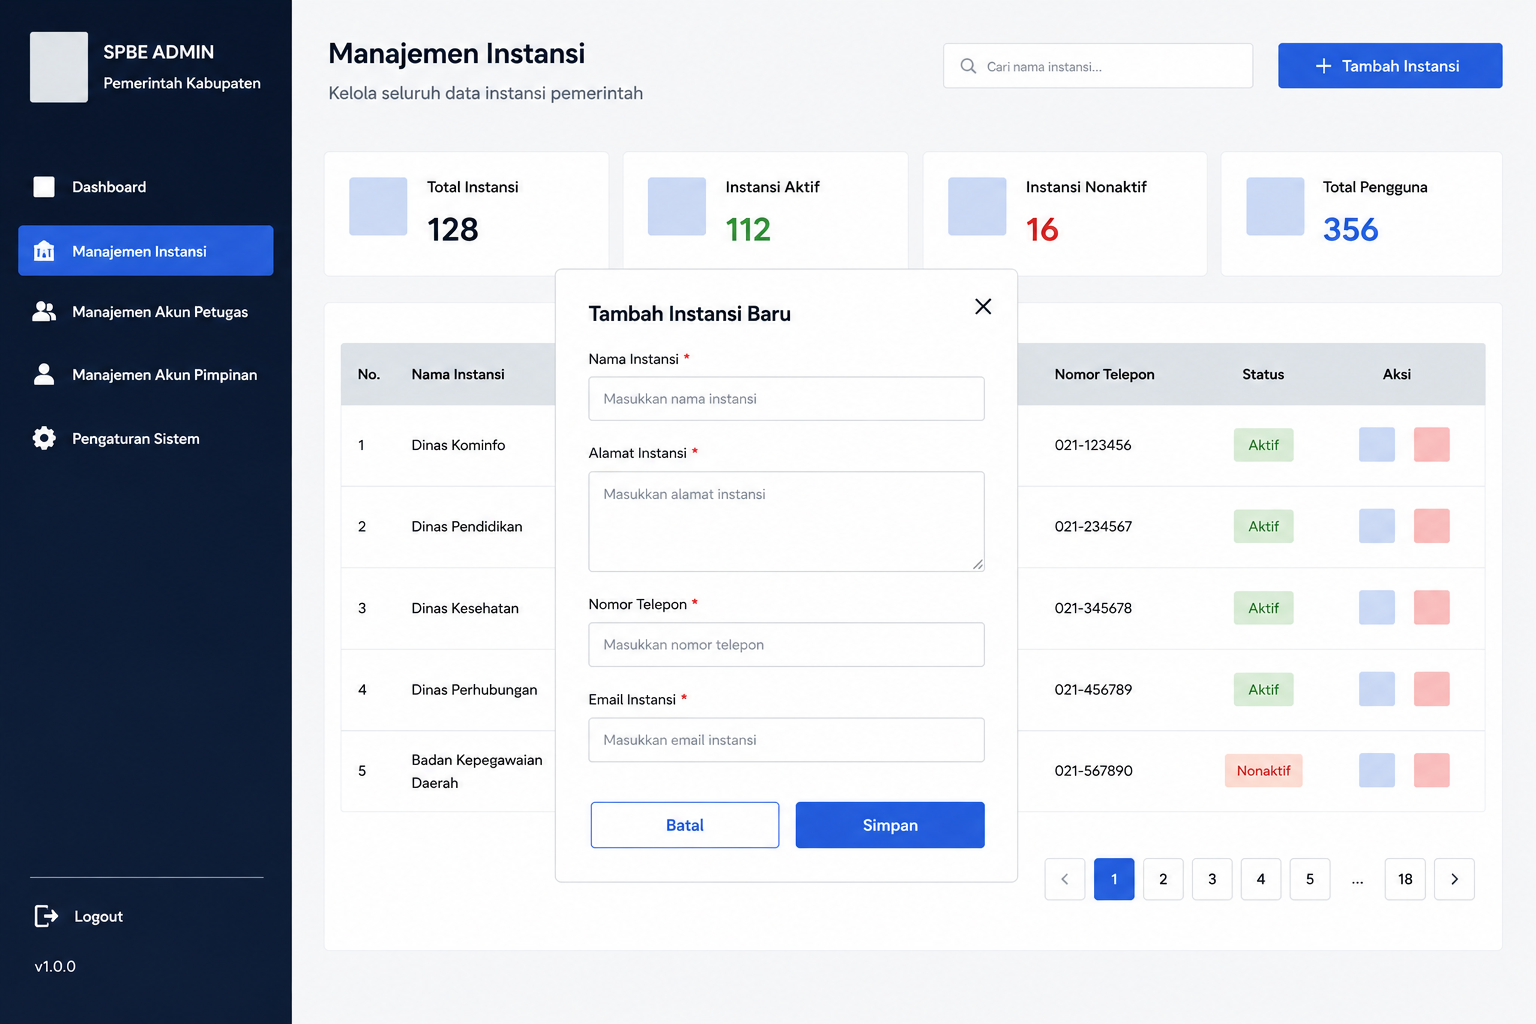 SPBE ADMIN
Pemerintah Kabupaten
Dashboard
Manajemen Instansi
Manajemen Akun Petugas
Manajemen Akun Pimpinan
Pengaturan Sistem
Logout
v1.0.0
Manajemen Instansi
Kelola seluruh data instansi pemerintah
Cari nama instansi...
+ Tambah Instansi
Total Instansi
128
Instansi Aktif
112
Instansi Nonaktif
16
Total Pengguna
356
No. Nama Instansi Nomor Telepon Status Aksi
1 Dinas Kominfo 021-123456 Aktif
2 Dinas Pendidikan 021-234567 Aktif
3 Dinas Kesehatan 021-345678 Aktif
4 Dinas Perhubungan 021-456789 Aktif
5 Badan Kepegawaian Daerah 021-567890 Nonaktif
Tambah Instansi Baru
Nama Instansi *
Masukkan nama instansi
Alamat Instansi *
Masukkan alamat instansi
Nomor Telepon *
Masukkan nomor telepon
Email Instansi *
Masukkan email instansi
Batal Simpan
< 1 2 3 4 5 ... 18 >